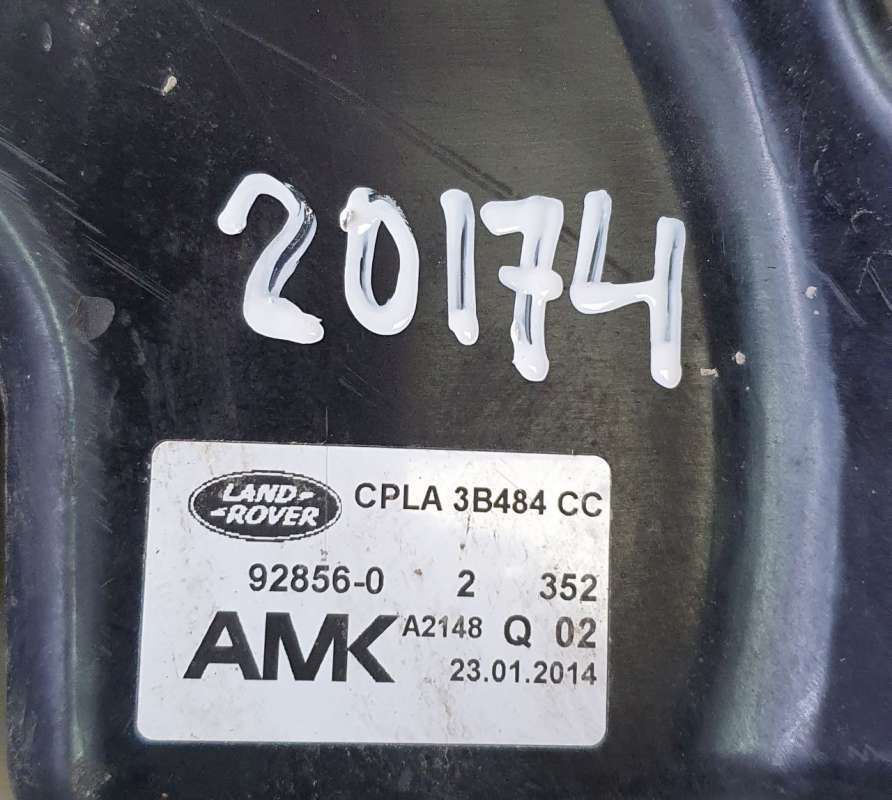 20174
LAND-
-ROVER
CPLA 3B484 CC
92856-0 2 352
AMK A2148 Q 02
23.01.2014